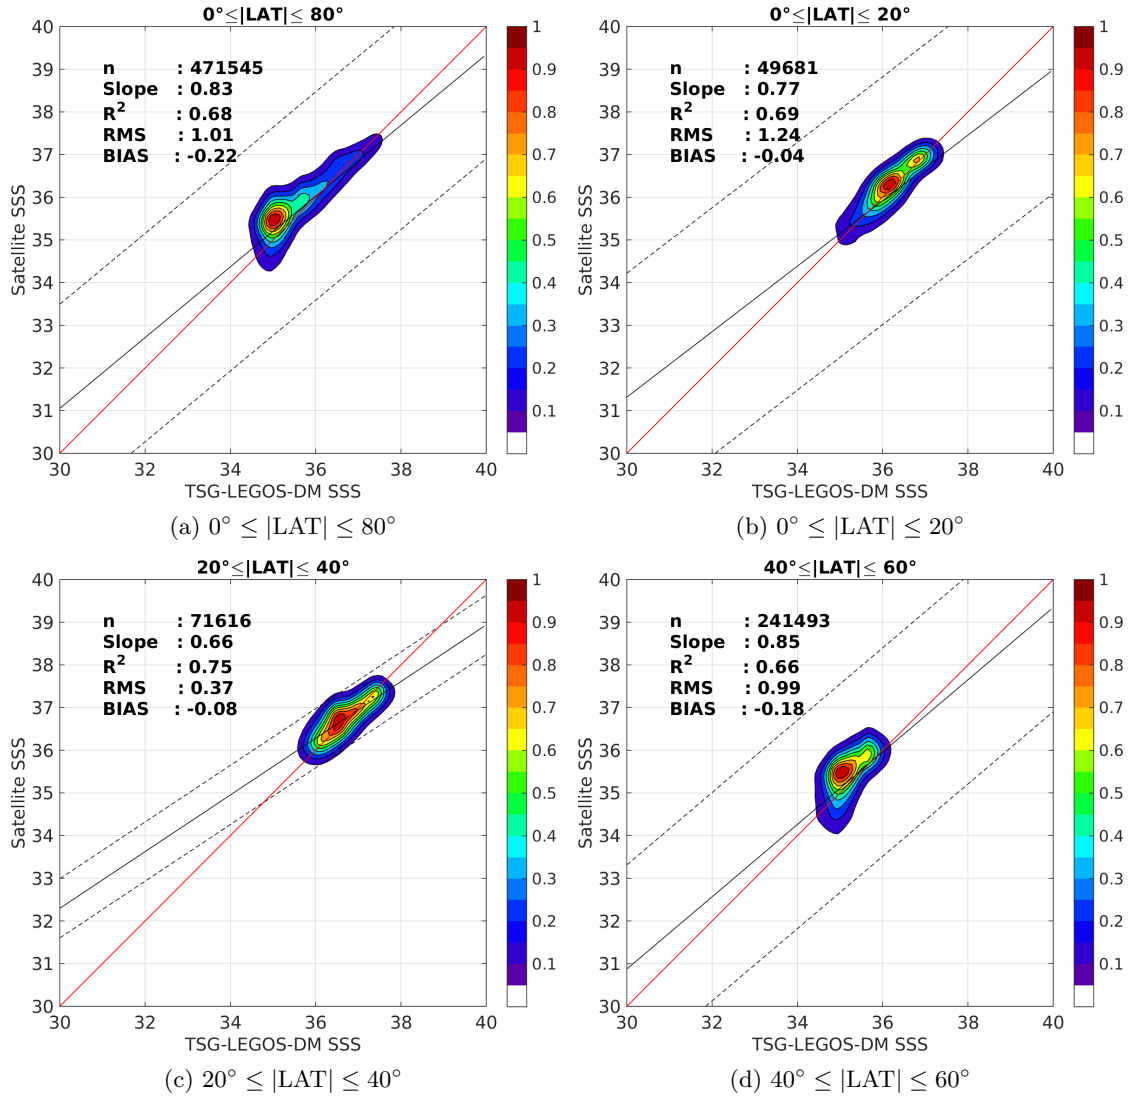 0°≤|LAT|≤ 80°
n : 471545
Slope : 0.83
R2 : 0.68
RMS : 1.01
BIAS : -0.22
40
39
38
37
36
35
34
33
32
31
30
30 32 34 36 38 40
Satellite SSS
TSG-LEGOS-DM SSS
1
0.9
0.8
0.7
0.6
0.5
0.4
0.3
0.2
0.1
(a) 0° ≤ |LAT| ≤ 80°
0°≤|LAT|≤ 20°
n : 49681
Slope : 0.77
R2 : 0.69
RMS : 1.24
BIAS : -0.04
40
39
38
37
36
35
34
33
32
31
30
30 32 34 36 38 40
Satellite SSS
TSG-LEGOS-DM SSS
1
0.9
0.8
0.7
0.6
0.5
0.4
0.3
0.2
0.1
(b) 0° ≤ |LAT| ≤ 20°
20°≤|LAT|≤ 40°
n : 71616
Slope : 0.66
R2 : 0.75
RMS : 0.37
BIAS : -0.08
40
39
38
37
36
35
34
33
32
31
30
30 32 34 36 38 40
Satellite SSS
TSG-LEGOS-DM SSS
1
0.9
0.8
0.7
0.6
0.5
0.4
0.3
0.2
0.1
(c) 20° ≤ |LAT| ≤ 40°
40°≤|LAT|≤ 60°
n : 241493
Slope : 0.85
R2 : 0.66
RMS : 0.99
BIAS : -0.18
40
39
38
37
36
35
34
33
32
31
30
30 32 34 36 38 40
Satellite SSS
TSG-LEGOS-DM SSS
1
0.9
0.8
0.7
0.6
0.5
0.4
0.3
0.2
0.1
(d) 40° ≤ |LAT| ≤ 60°